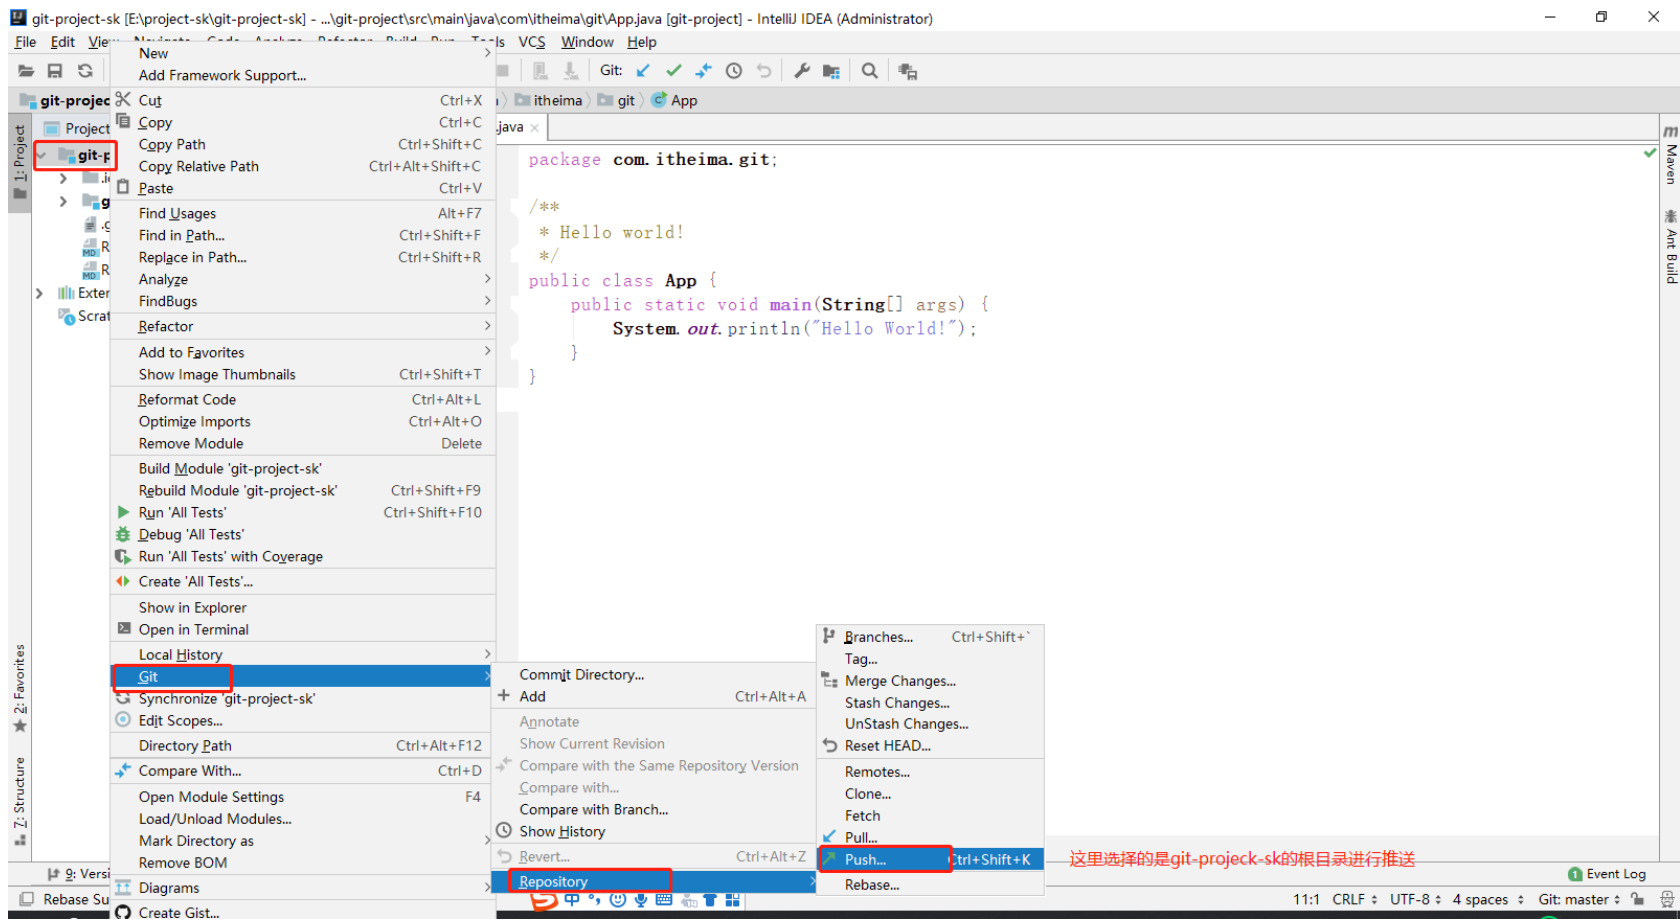 git-project-sk [E:\project-sk\git-project-sk] - ...\git-project\src\main\java\com\itheima\git\App.java [git-project] - IntelliJ IDEA (Administrator)
File Edit View Navigate Code Analyze Refactor Build Run Tools VCS Window Help
Git:
git-projec itheima git App
Project
.java
1: Project
git-p
.i
g
.g
R
R
Exter
Scrat
New
Add Framework Support...
Cut Ctrl+X
Copy Ctrl+C
Copy Path Ctrl+Shift+C
Copy Relative Path Ctrl+Alt+Shift+C
Paste Ctrl+V
Find Usages Alt+F7
Find in Path... Ctrl+Shift+F
Replace in Path... Ctrl+Shift+R
Analyze
FindBugs
Refactor
Add to Favorites
Show Image Thumbnails Ctrl+Shift+T
Reformat Code Ctrl+Alt+L
Optimize Imports Ctrl+Alt+O
Remove Module Delete
Build Module 'git-project-sk'
Rebuild Module 'git-project-sk' Ctrl+Shift+F9
Run 'All Tests' Ctrl+Shift+F10
Debug 'All Tests'
Run 'All Tests' with Coverage
Create 'All Tests'...
Show in Explorer
Open in Terminal
Local History
Git
Synchronize 'git-project-sk'
Edit Scopes...
Directory Path Ctrl+Alt+F12
Compare With... Ctrl+D
Open Module Settings F4
Load/Unload Modules...
Mark Directory as
Remove BOM
Diagrams
Create Gist...
package com.itheima.git;
/**
* Hello world!
*/
public class App {
public static void main(String[] args) {
System.out.println("Hello World!");
}
}
Commit Directory...
Add Ctrl+Alt+A
Annotate
Show Current Revision
Compare with the Same Repository Version
Compare with...
Compare with Branch...
Show History
Revert... Ctrl+Alt+Z
Repository
Branches... Ctrl+Shift+`
Tag...
Merge Changes...
Stash Changes...
UnStash Changes...
Reset HEAD...
Remotes...
Clone...
Fetch
Pull...
Push... Ctrl+Shift+K
Rebase...
这里选择的是git-projeck-sk的根目录进行推送
Maven
Ant Build
2: Favorites
7: Structure
9: Versi
1 Event Log
Rebase Su
中
11:1 CRLF UTF-8 4 spaces Git: master